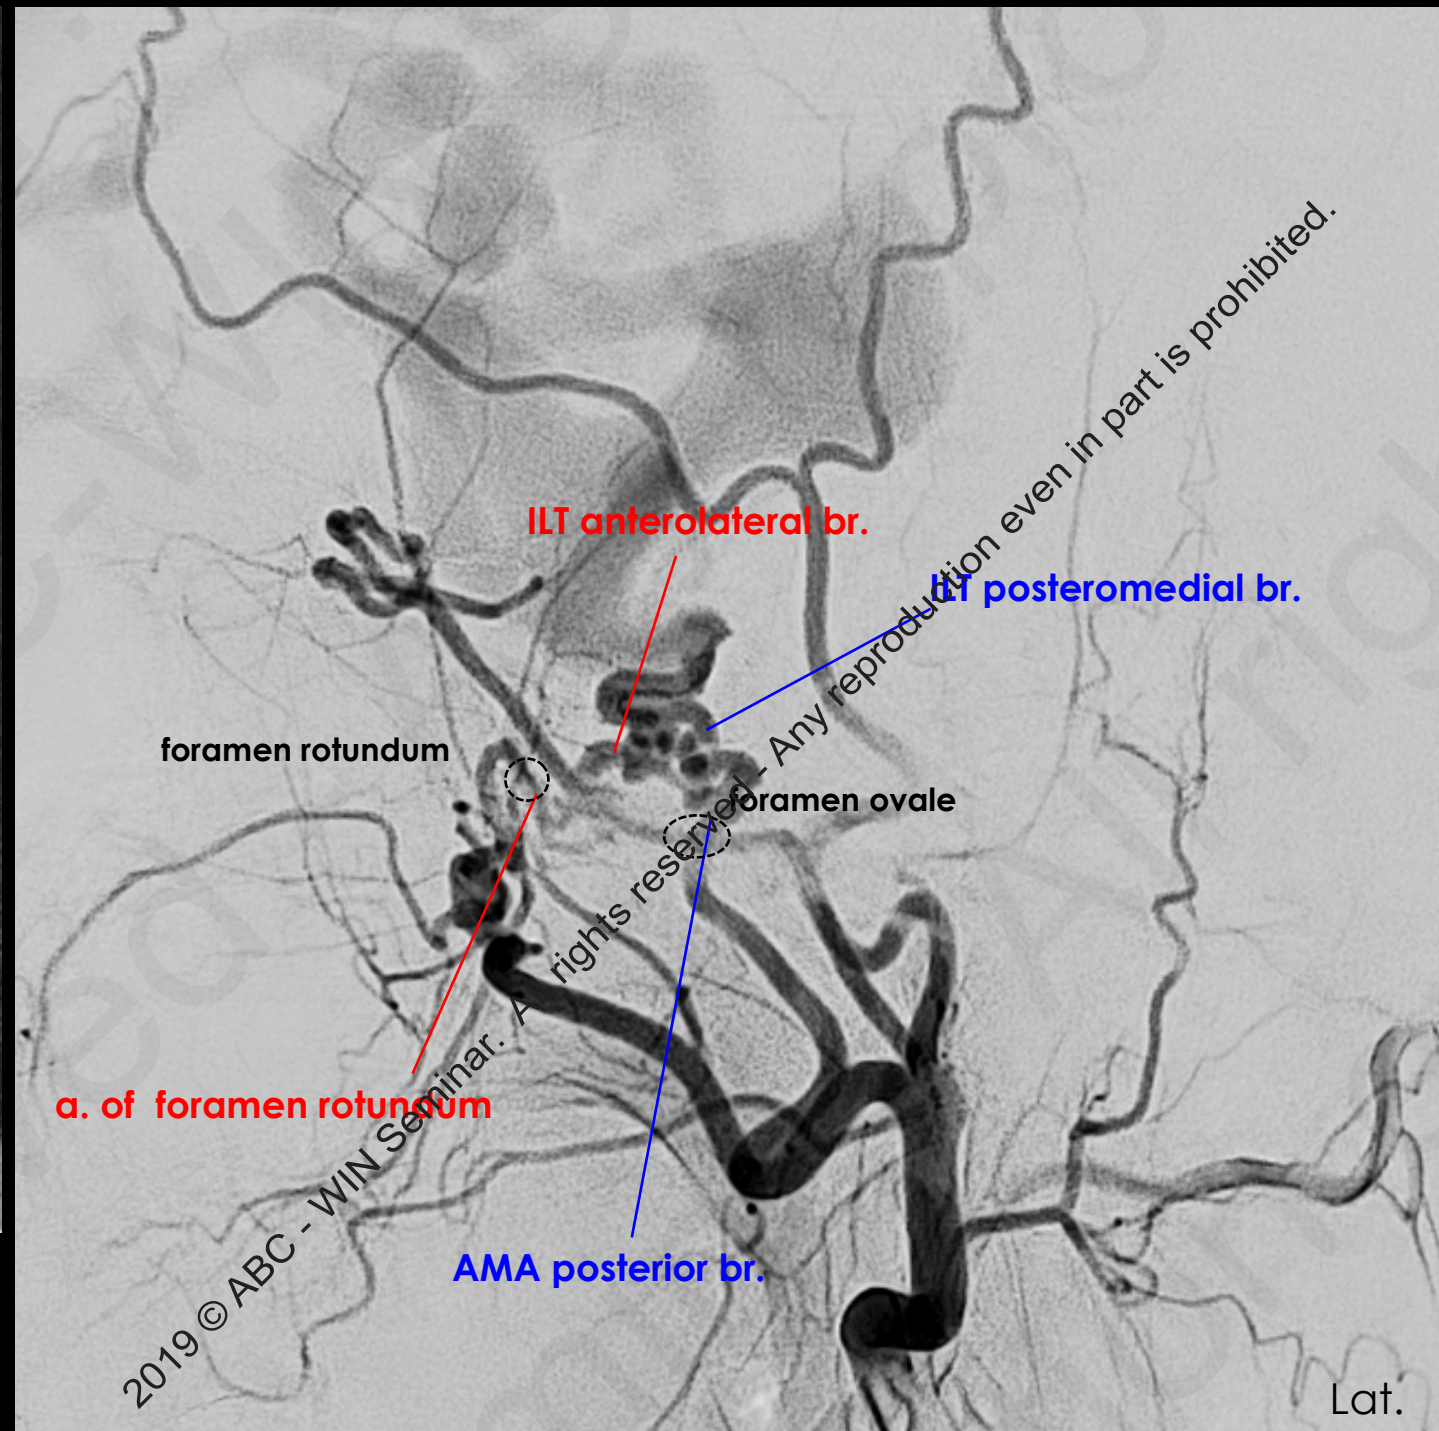 ILT anterolateral br.
ILT posteromedial br.
foramen rotundum
foramen ovale
a. of foramen rotundum
AMA posterior br.
2019 © ABC - WIN Seminar. All rights reserved - Any reproduction even in part is prohibited.
Lat.